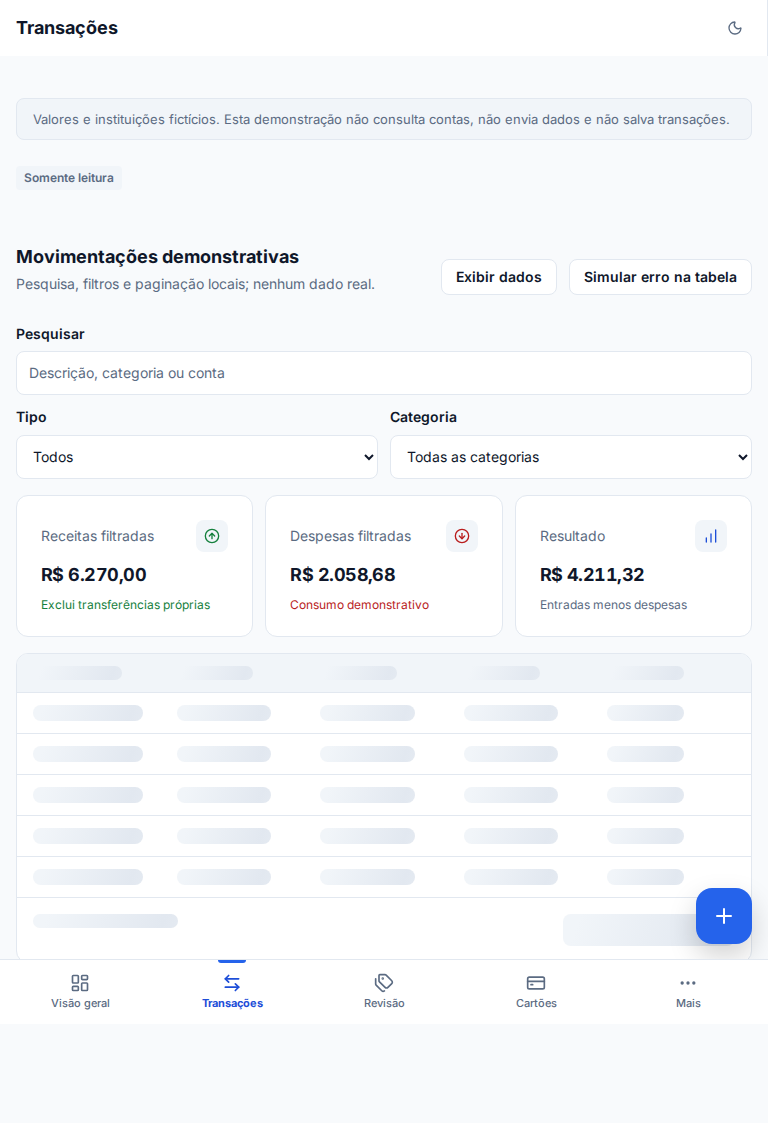 Transações
Valores e instituições fictícios. Esta demonstração não consulta contas, não envia dados e não salva transações.
Somente leitura
Movimentações demonstrativas
Pesquisa, filtros e paginação locais; nenhum dado real.
Exibir dados
Simular erro na tabela
Pesquisar
Descrição, categoria ou conta
Tipo
Categoria
Todos
Todas as categorias
Receitas filtradas
R$ 6.270,00
Exclui transferências próprias
Despesas filtradas
R$ 2.058,68
Consumo demonstrativo
Resultado
R$ 4.211,32
Entradas menos despesas
Visão geral
Transações
Revisão
Cartões
Mais